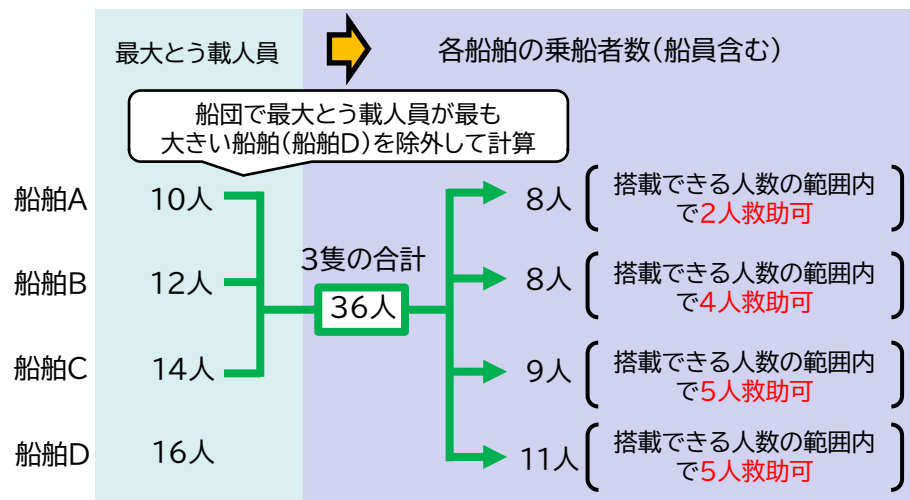 最大とう載人員
各船舶の乗船者数(船員含む)
船団で最大とう載人員が最も
大きい船舶(船舶D)を除外して計算
船舶A
10人
8人
搭載できる人数の範囲内
で2人救助可
船舶B
12人
3隻の合計
36人
8人
搭載できる人数の範囲内
で4人救助可
船舶C
14人
9人
搭載できる人数の範囲内
で5人救助可
船舶D
16人
11人
搭載できる人数の範囲内
で5人救助可